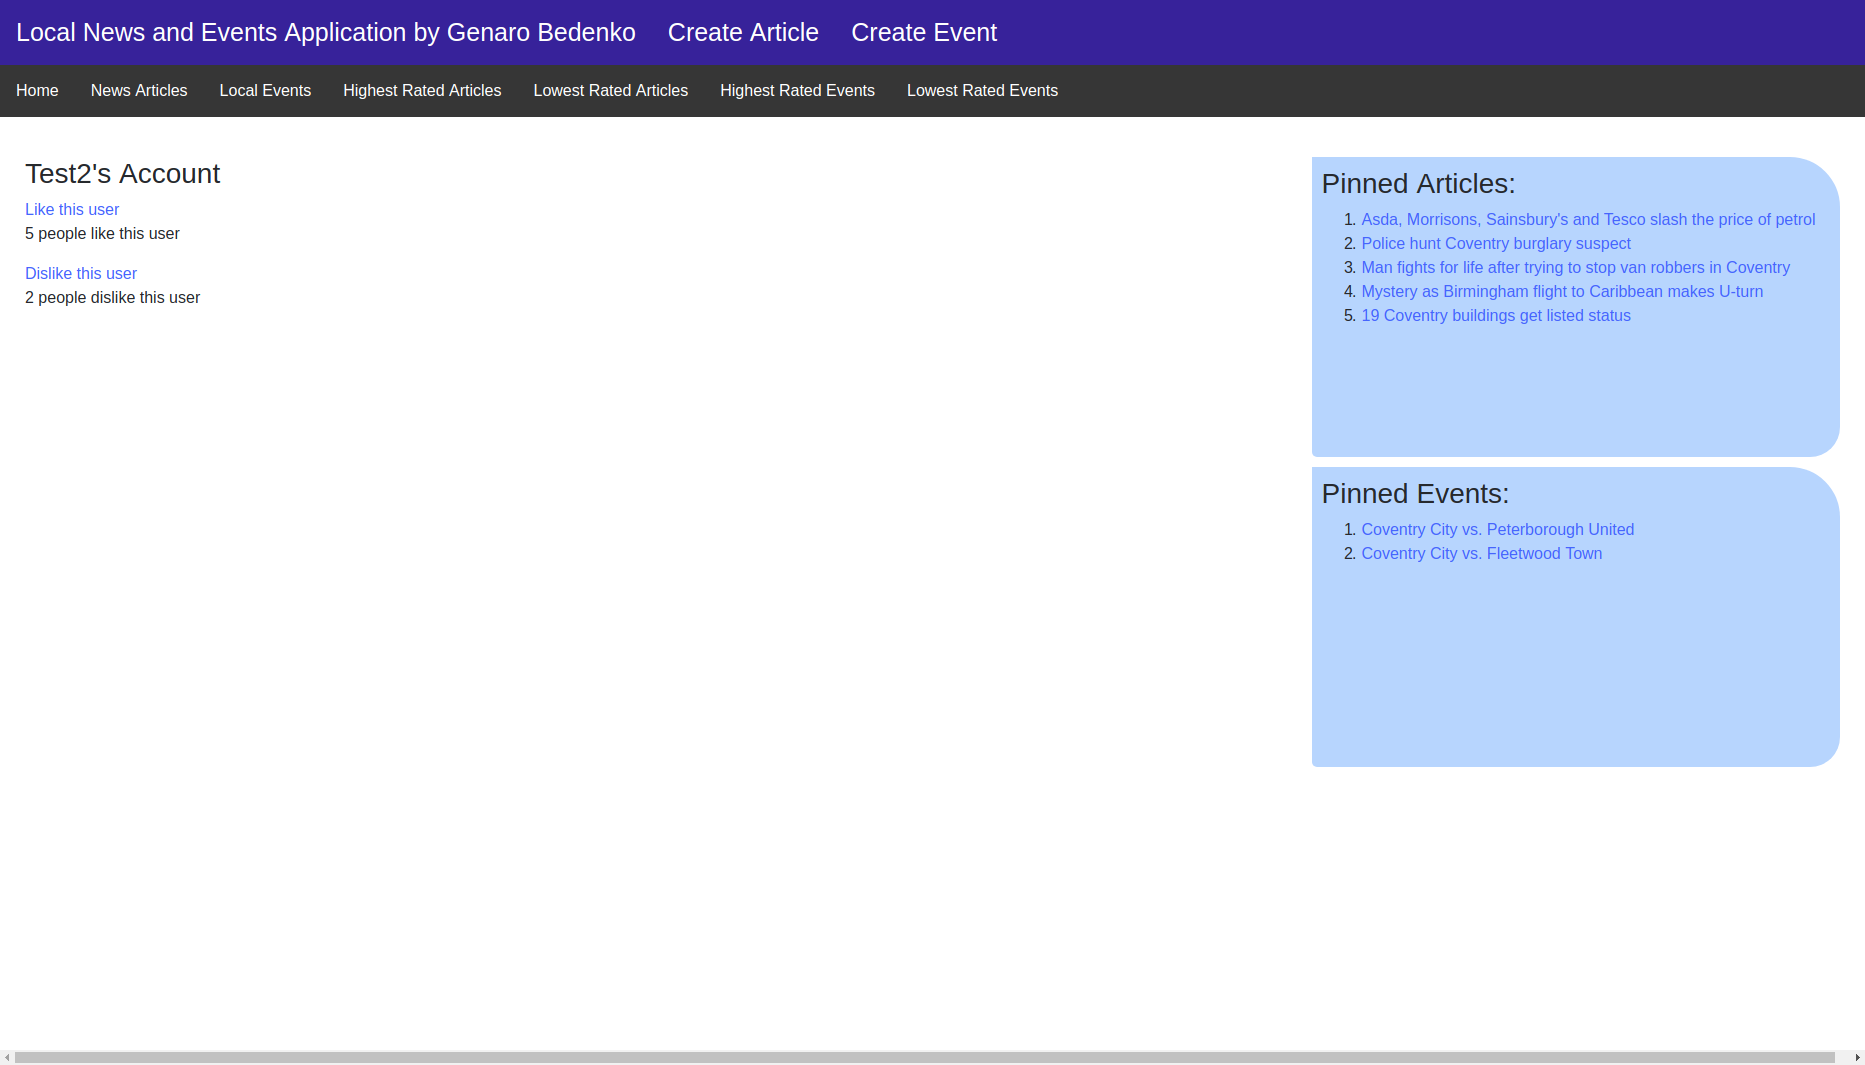 Local News and Events Application by Genaro Bedenko Create Article Create Event
Home News Articles Local Events Highest Rated Articles Lowest Rated Articles Highest Rated Events Lowest Rated Events
Test2's Account
Like this user
5 people like this user
Dislike this user
2 people dislike this user
Pinned Articles:
1. Asda, Morrisons, Sainsbury's and Tesco slash the price of petrol
2. Police hunt Coventry burglary suspect
3. Man fights for life after trying to stop van robbers in Coventry
4. Mystery as Birmingham flight to Caribbean makes U-turn
5. 19 Coventry buildings get listed status
Pinned Events:
1. Coventry City vs. Peterborough United
2. Coventry City vs. Fleetwood Town